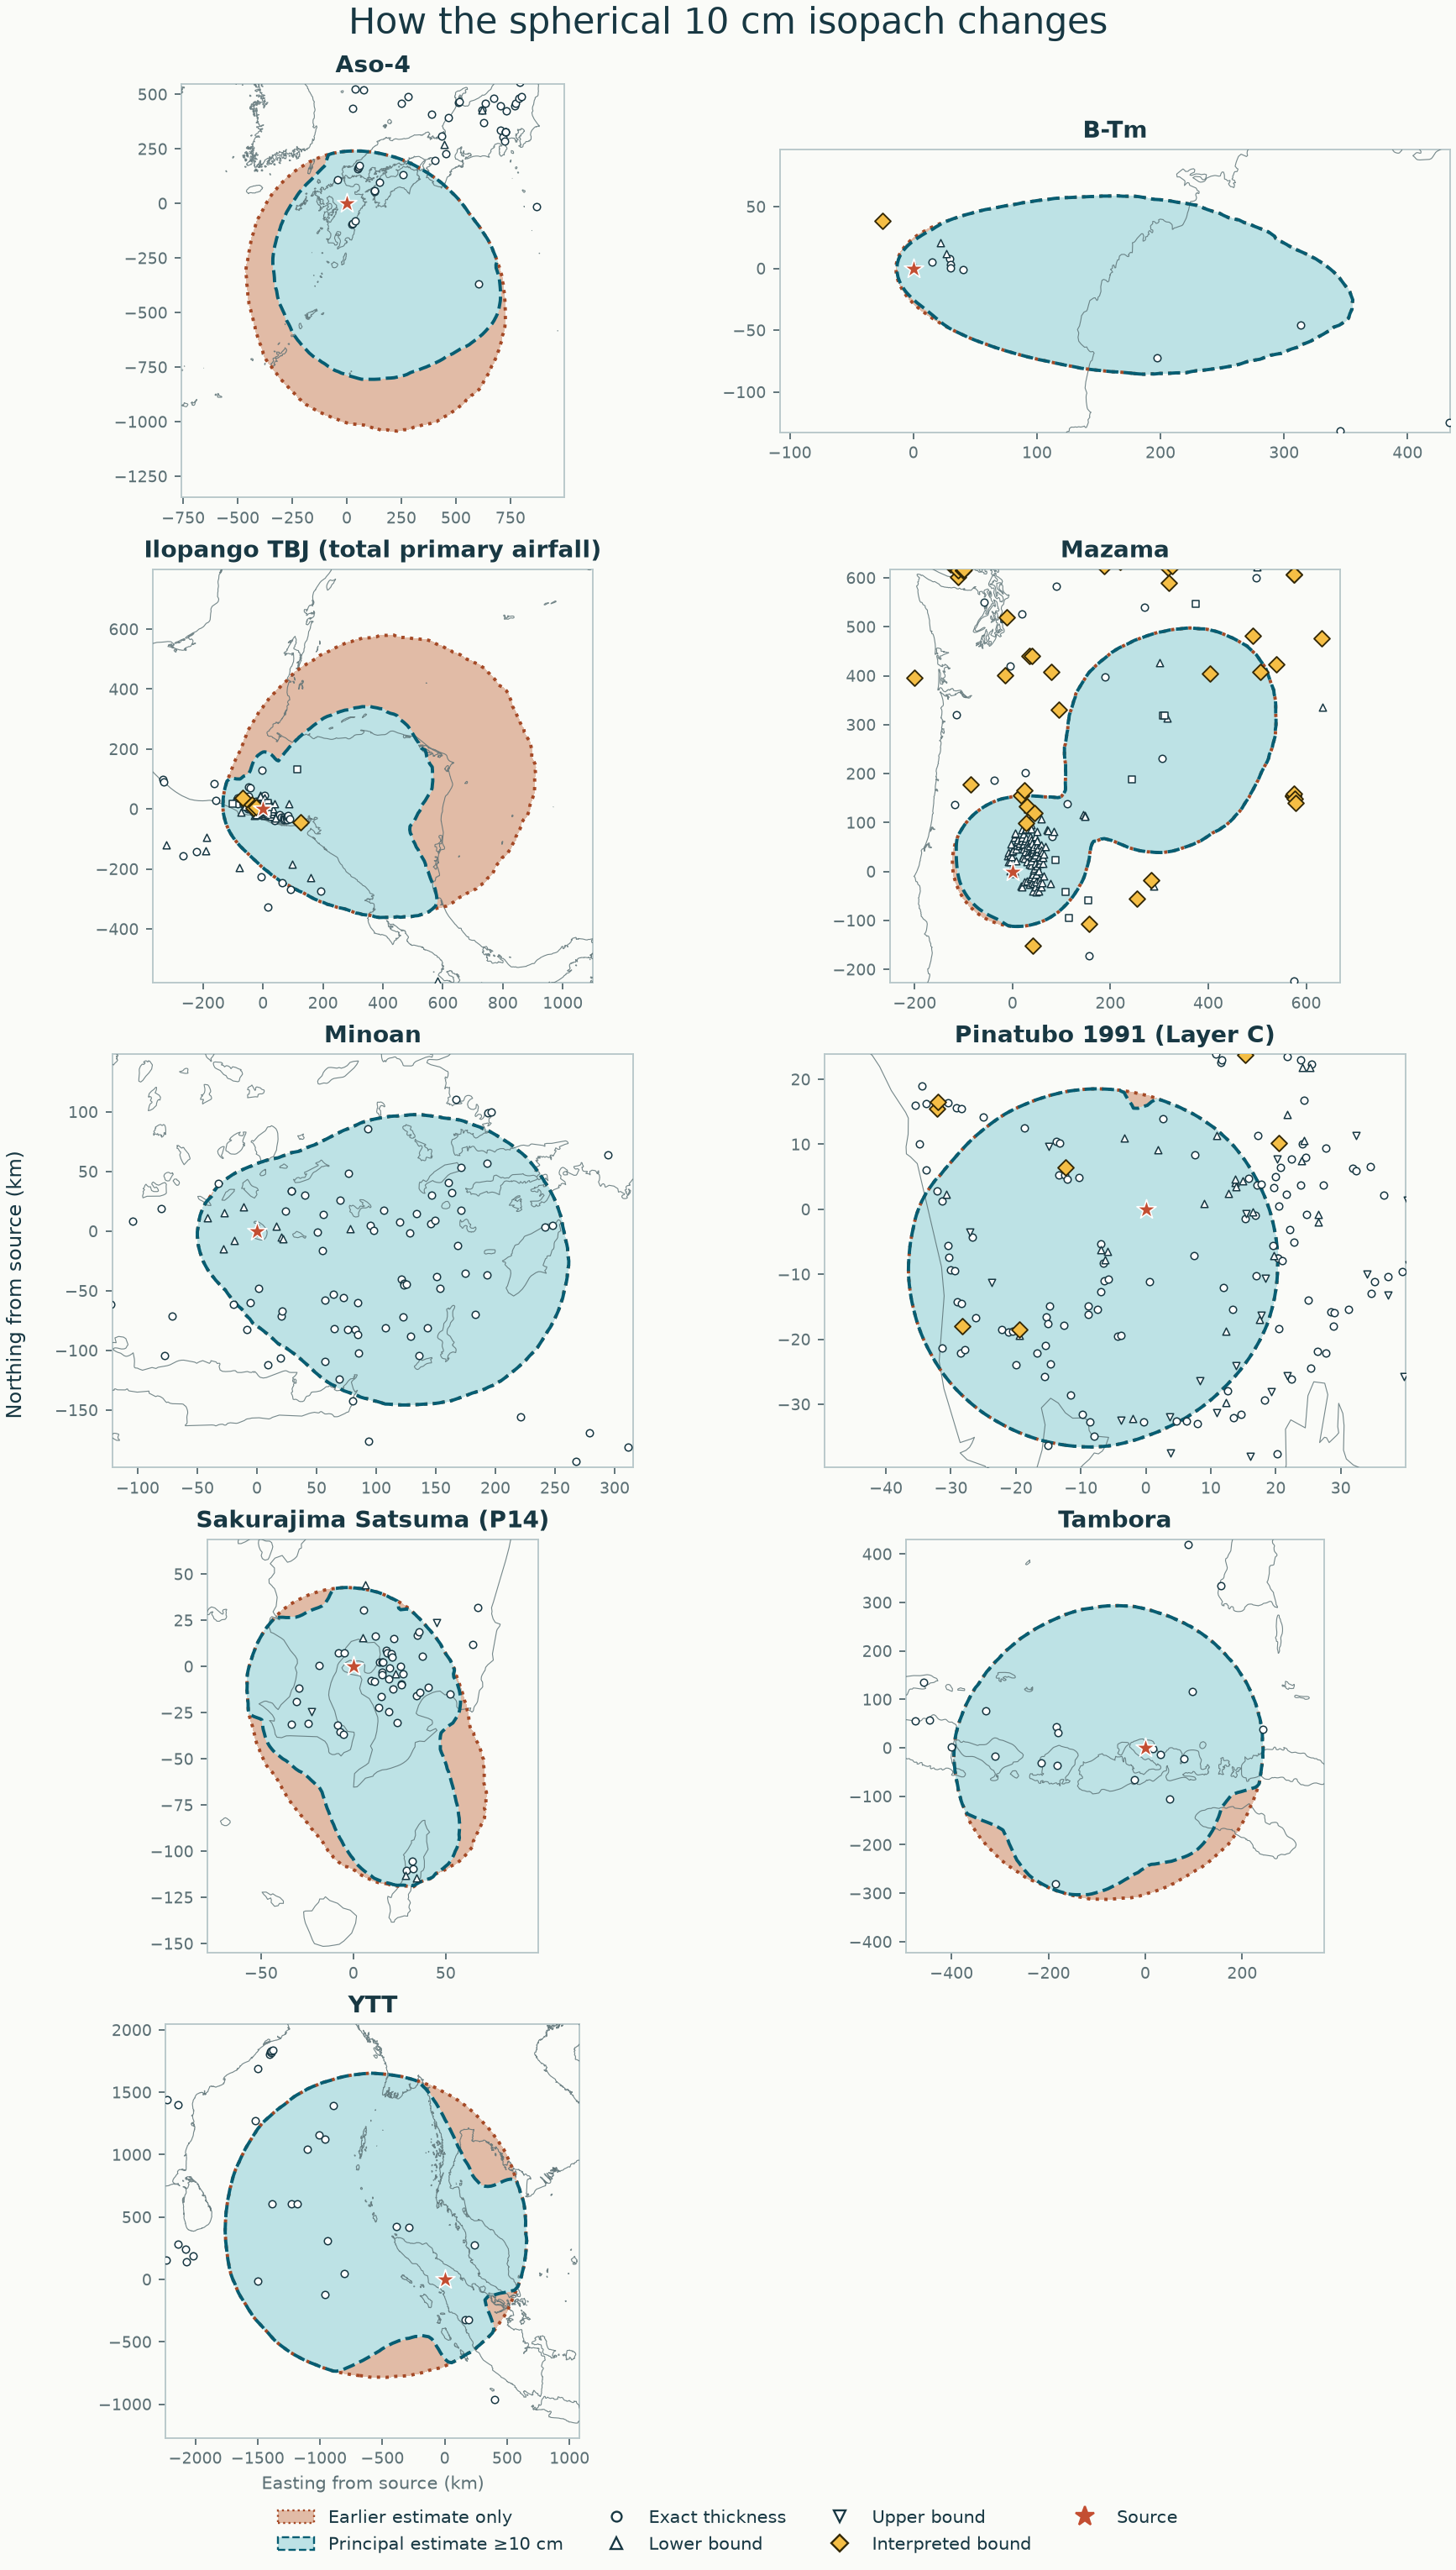 How the spherical 10 cm isopach changes
Aso-4
500
250
0
−250
−500
−750
−1000
−1250
−750 −500 −250 0 250 500 750
B-Tm
50
0
−50
−100
−100 0 100 200 300 400
Ilopango TBJ (total primary airfall)
600
400
200
0
−200
−400
−200 0 200 400 600 800 1000
Mazama
600
500
400
300
200
100
0
−100
−200
−200 0 200 400 600
Northing from source (km)
Minoan
100
50
0
−50
−100
−150
−100 −50 0 50 100 150 200 250 300
Pinatubo 1991 (Layer C)
20
10
0
−10
−20
−30
−40 −30 −20 −10 0 10 20 30
Sakurajima Satsuma (P14)
50
25
0
−25
−50
−75
−100
−125
−150
−50 0 50
Tambora
400
300
200
100
0
−100
−200
−300
−400
−400 −200 0 200
YTT
2000
1500
1000
500
0
−500
−1000
−2000 −1500 −1000 −500 0 500 1000
Easting from source (km)
Earlier estimate only
Principal estimate ≥10 cm
Exact thickness
Lower bound
Upper bound
Interpreted bound
Source